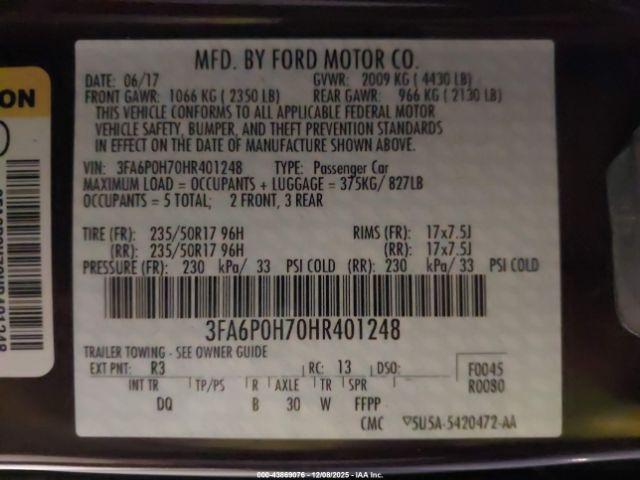 MFD. BY FORD MOTOR CO.
DATE: 06/17 GVWR: 2009 KG ( 4430 LB)
FRONT GAWR: 1066 KG ( 2350 LB) REAR GAWR: 966 KG ( 2130 LB)
THIS VEHICLE CONFORMS TO ALL APPLICABLE FEDERAL MOTOR
VEHICLE SAFETY, BUMPER, AND THEFT PREVENTION STANDARDS
IN EFFECT ON THE DATE OF MANUFACTURE SHOWN ABOVE.
VIN: 3FA6P0H70HR401248 TYPE: Passenger Car
MAXIMUM LOAD = OCCUPANTS + LUGGAGE = 375KG/ 827LB
OCCUPANTS = 5 TOTAL; 2 FRONT, 3 REAR
TIRE (FR): 235/50R17 96H RIMS (FR): 17x7.5J
(RR): 235/50R17 96H (RR): 17x7.5J
PRESSURE (FR): 230 kPa/ 33 PSI COLD (RR): 230 kPa/ 33 PSI COLD
3FA6P0H70HR401248
TRAILER TOWING - SEE OWNER GUIDE
EXT PNT: R3 RC: 13 DSO: F0045
INT TR TP/PS R AXLE TR SPR R0080
DQ B 30 W FFPP
CMC 5U5A-5420472-AA
ON
000-43869076 - 12/08/2025 - IAA Inc.